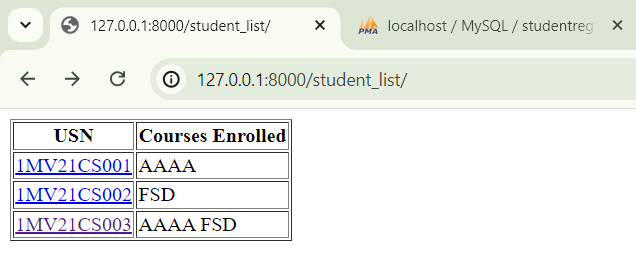 127.0.0.1:8000/student_list/
PMA localhost / MySQL / studentreg
127.0.0.1:8000/student_list/
USN Courses Enrolled
1MV21CS001 AAAA
1MV21CS002 FSD
1MV21CS003 AAAA FSD